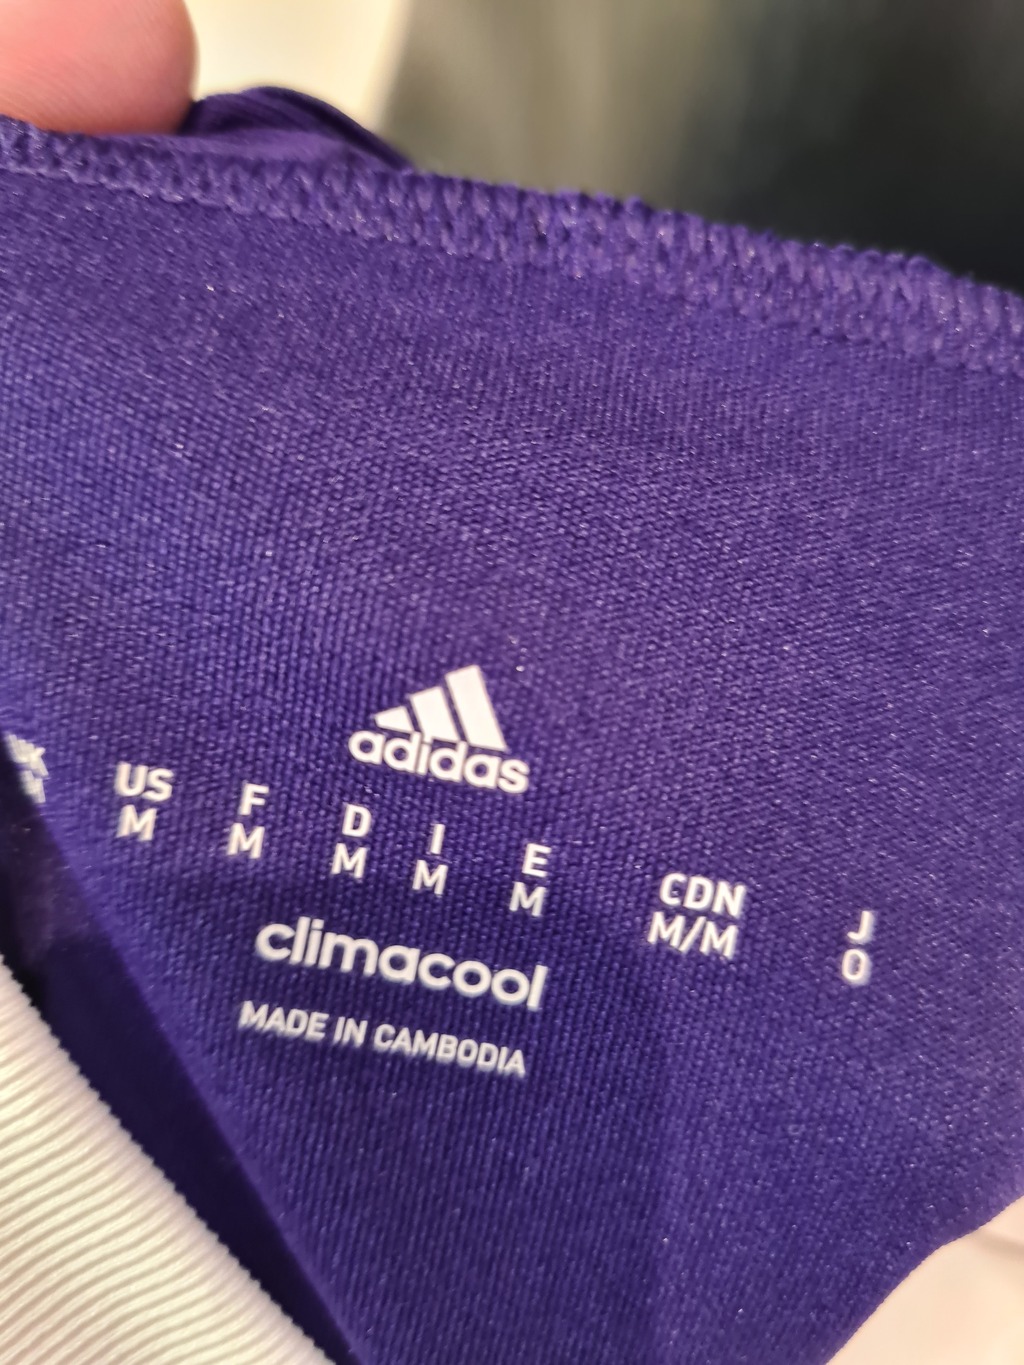 adidas
US F D I E CDN J
M M M M M M/M O
climacool
MADE IN CAMBODIA